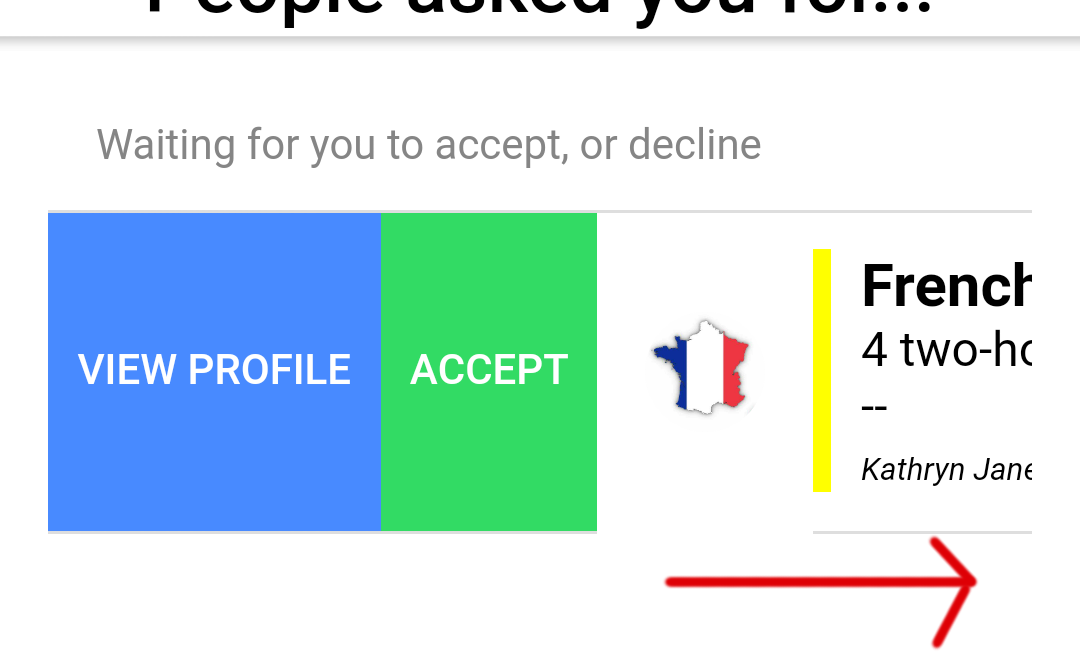 People asked you for...
Waiting for you to accept, or decline
VIEW PROFILE
ACCEPT
French
4 two-ho
--
Kathryn Jane